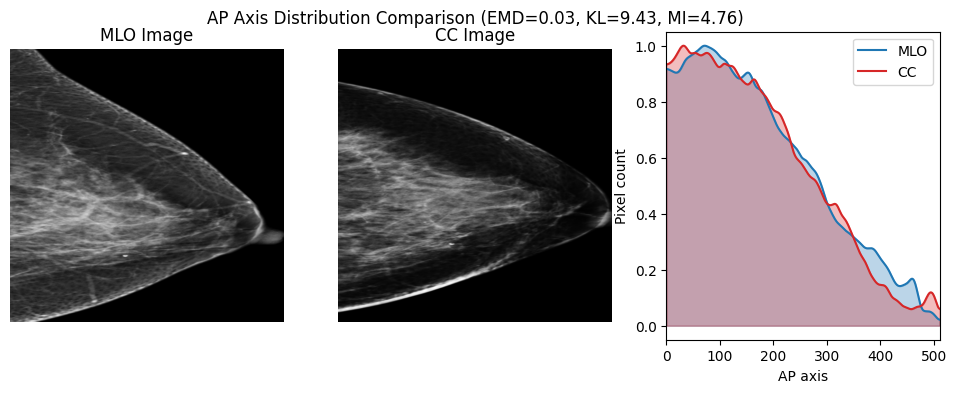 AP Axis Distribution Comparison (EMD=0.03, KL=9.43, MI=4.76)
MLO Image
CC Image
MLO
CC
1.0
0.8
0.6
0.4
0.2
0.0
Pixel count
0
100
200
300
400
500
AP axis